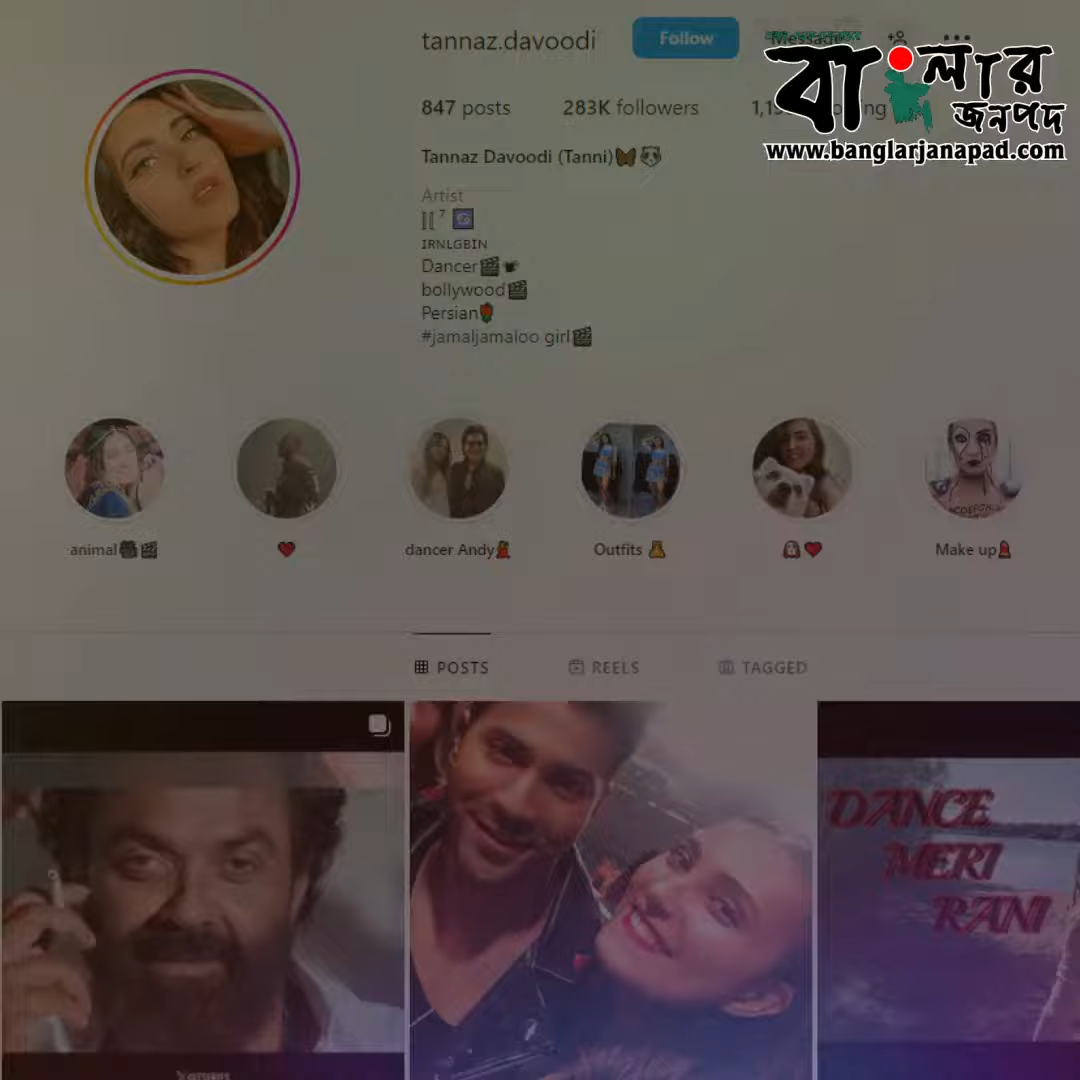 tannaz.davoodi
Follow
Message
847 posts
283K followers
বাংলার
জনপদ
www.banglarjanapad.com
Tannaz Davoodi (Tanni)
Artist
IRNLGBIN
Dancer
bollywood
Persian
#jamaljamaloo girl
animal
dancer Andy
Outfits
Make up
POSTS
REELS
TAGGED
DANCE
MERI
RANI